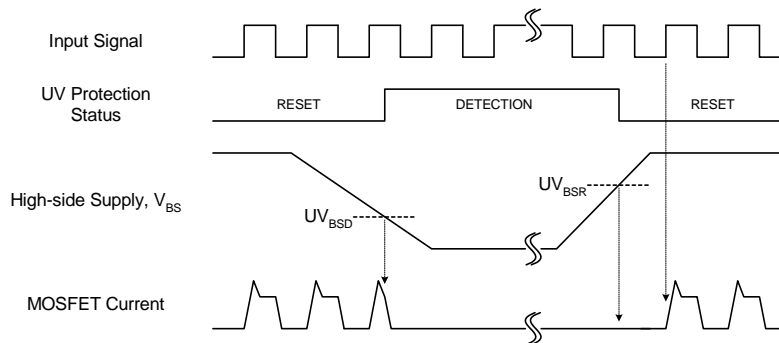 Input Signal
UV Protection
Status
RESET
DETECTION
RESET
High-side Supply, VBS
UVBSD
UVBSR
MOSFET Current